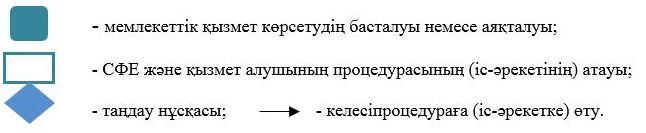 - мемлекеттік қызмет көрсетудің басталуы немесе аяқталуы;
- СФЕ және қызмет алушының процедурасының (іс-әрекетінің) атауы;
- таңдау нұсқасы; - келесіпроцедураға (іс-әрекетке) өту.